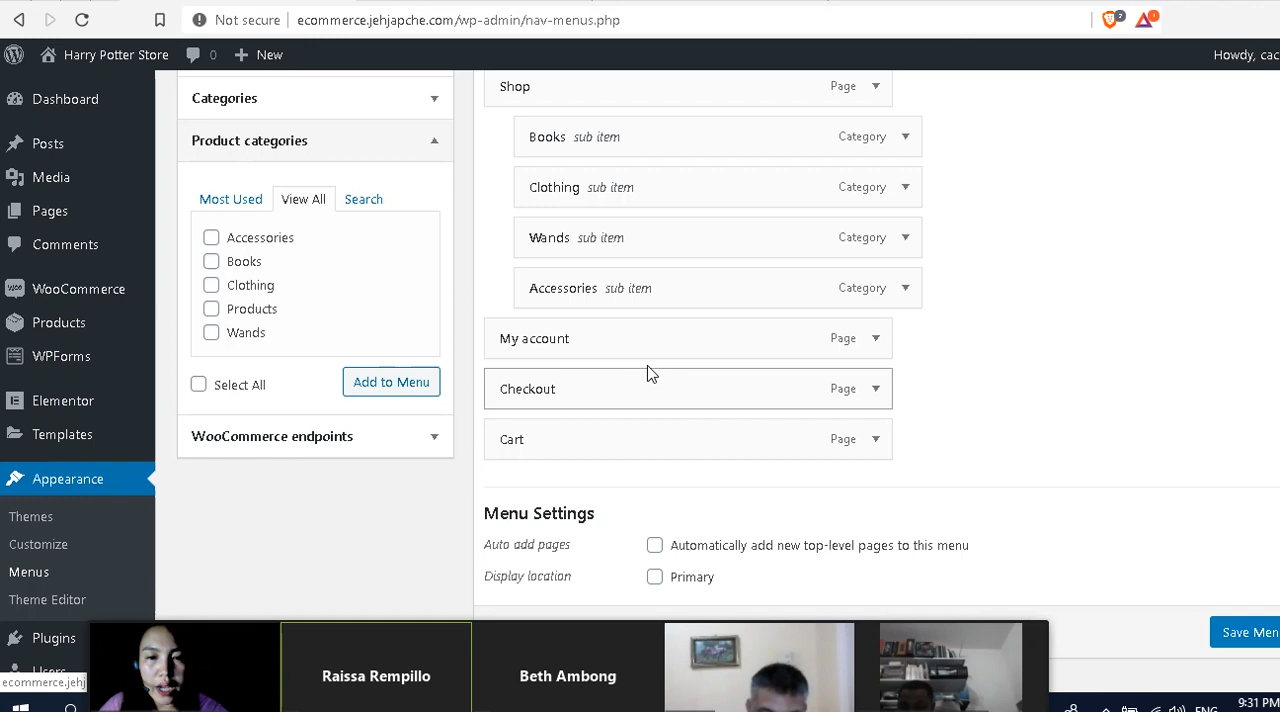 Not secure ecommerce.jehjapche.com/wp-admin/nav-menus.php 2 1
Harry Potter Store 0 New Howdy, cac
Dashboard
Posts
Media
Pages
Comments
WooCommerce
Products
WPForms
Elementor
Templates
Appearance
Themes
Customize
Menus
Theme Editor
Plugins
Users
ecommerce.jehj
Categories
Product categories
Most Used View All Search
Accessories
Books
Clothing
Products
Wands
Select All Add to Menu
WooCommerce endpoints
Shop Page
Books sub item Category
Clothing sub item Category
Wands sub item Category
Accessories sub item Category
My account Page
Checkout Page
Cart Page
Menu Settings
Auto add pages Automatically add new top-level pages to this menu
Display location Primary
Save Men
Raissa Rempillo
Beth Ambong
ENG 9:31 PM